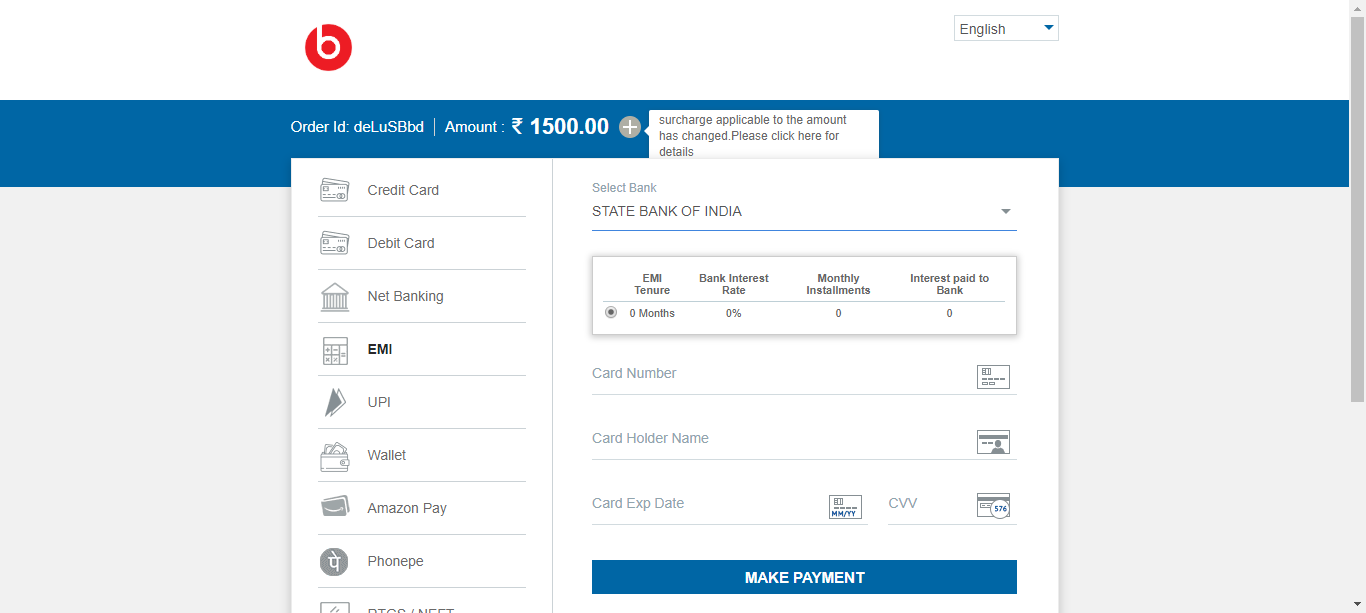 b
English
Order Id: deLuSBbd
Amount : ₹ 1500.00
surcharge applicable to the amount
has changed.Please click here for
details
Credit Card
Debit Card
Net Banking
EMI
UPI
Wallet
Amazon Pay
Phonepe
RTGS / NEFT
Select Bank
STATE BANK OF INDIA
EMI Tenure
Bank Interest Rate
Monthly Installments
Interest paid to Bank
0 Months
0%
0
0
Card Number
Card Holder Name
Card Exp Date
MM/YY
CVV
576
MAKE PAYMENT